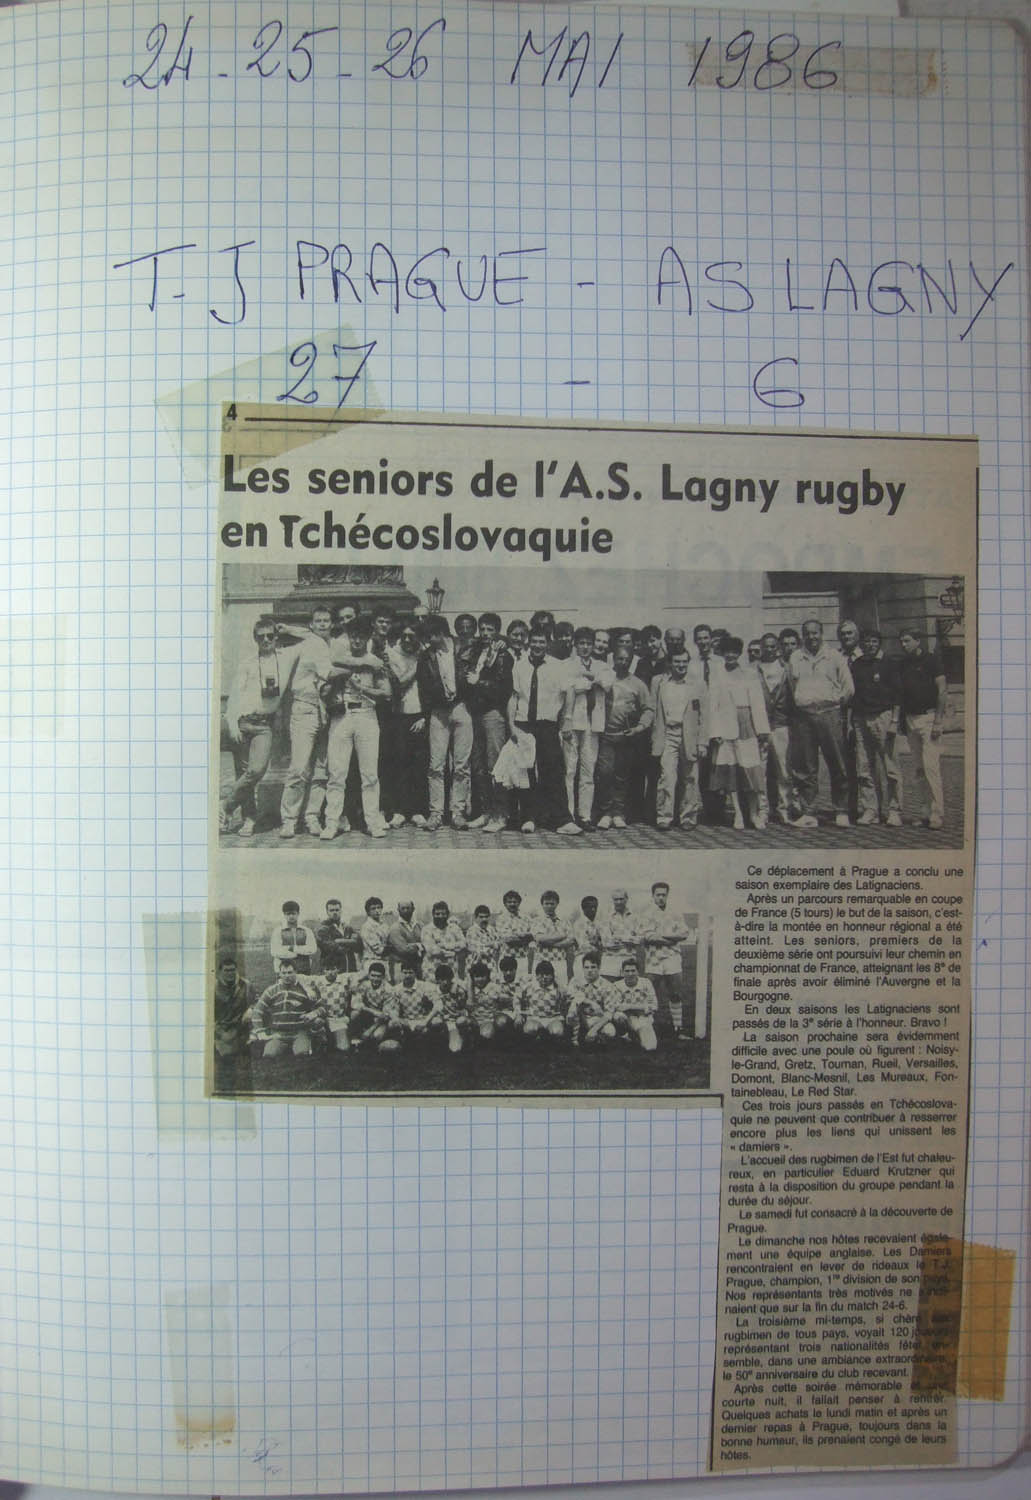 24-25-26 MAI 1986
T-J PRAGUE - AS LAGNY
27 - 6
4
Les seniors de l'A.S. Lagny rugby
en Tchécoslovaquie
Ce déplacement à Prague a conclu une
saison exemplaire des Latignaciens.
Après un parcours remarquable en coupe
de France (5 tours) le but de la saison, c'est-
à-dire la montée en honneur régional a été
atteint. Les seniors, premiers de la
deuxième série ont poursuivi leur chemin en
championnat de France, atteignant les 8e de
finale après avoir éliminé l'Auvergne et la
Bourgogne.
En deux saisons les Latignaciens sont
passés de la 3e série à l'honneur. Bravo !
La saison prochaine sera évidemment
difficile avec une poule où figurent : Noisy-
le-Grand, Gretz, Tournan, Rueil, Versailles,
Domont, Blanc-Mesnil, Les Mureaux, Fon-
tainebleau, Le Red Star.
Ces trois jours passés en Tchécoslova-
quie ne peuvent que contribuer à resserrer
encore plus les liens qui unissent les
« damiers ».
L'accueil des rugbimen de l'Est fut chaleu-
reux, en particulier Eduard Krutzner qui
resta à la disposition du groupe pendant la
durée du séjour.
Le samedi fut consacré à la découverte de
Prague.
Le dimanche nos hôtes recevaient égale-
ment une équipe anglaise. Les Damiers
rencontraient en lever de rideaux le T.J.
Prague, champion, 1re division de son pays.
Nos représentants très motivés ne
naient que sur la fin du match 24-6.
La troisième mi-temps, si chère aux
rugbimen de tous pays, voyait 120 joueurs
représentant trois nationalités fêter en-
semble, dans une ambiance extraordinaire,
le 50e anniversaire du club recevant.
Après cette soirée mémorable et une
courte nuit, il fallait penser à rentrer.
Quelques achats le lundi matin et après un
dernier repas à Prague, toujours dans la
bonne humeur, ils prenaient congé de leurs
hôtes.